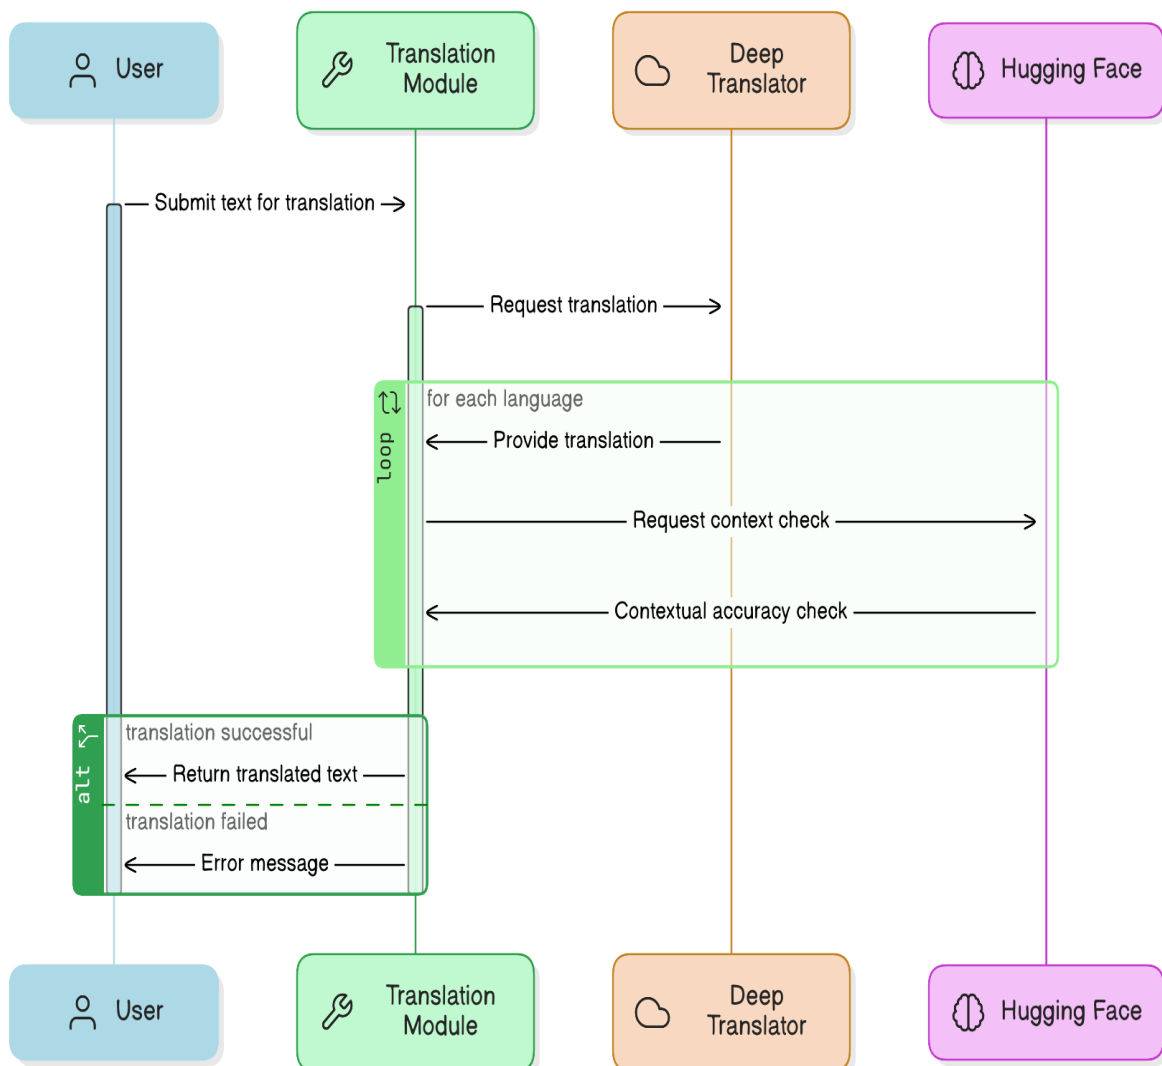 User
Translation
Module
Deep
Translator
Hugging Face
Submit text for translation
Request translation
loop
for each language
Provide translation
Request context check
Contextual accuracy check
alt
translation successful
Return translated text
translation failed
Error message
User
Translation
Module
Deep
Translator
Hugging Face